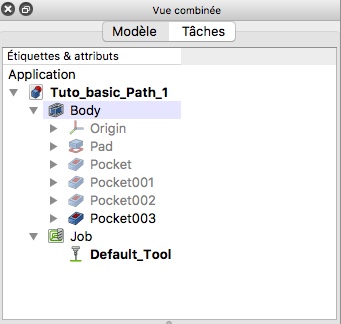 Vue combinée
Modèle Tâches
Étiquettes & attributs
Application
Tuto_basic_Path_1
Body
Origin
Pad
Pocket
Pocket001
Pocket002
Pocket003
Job
Default_Tool